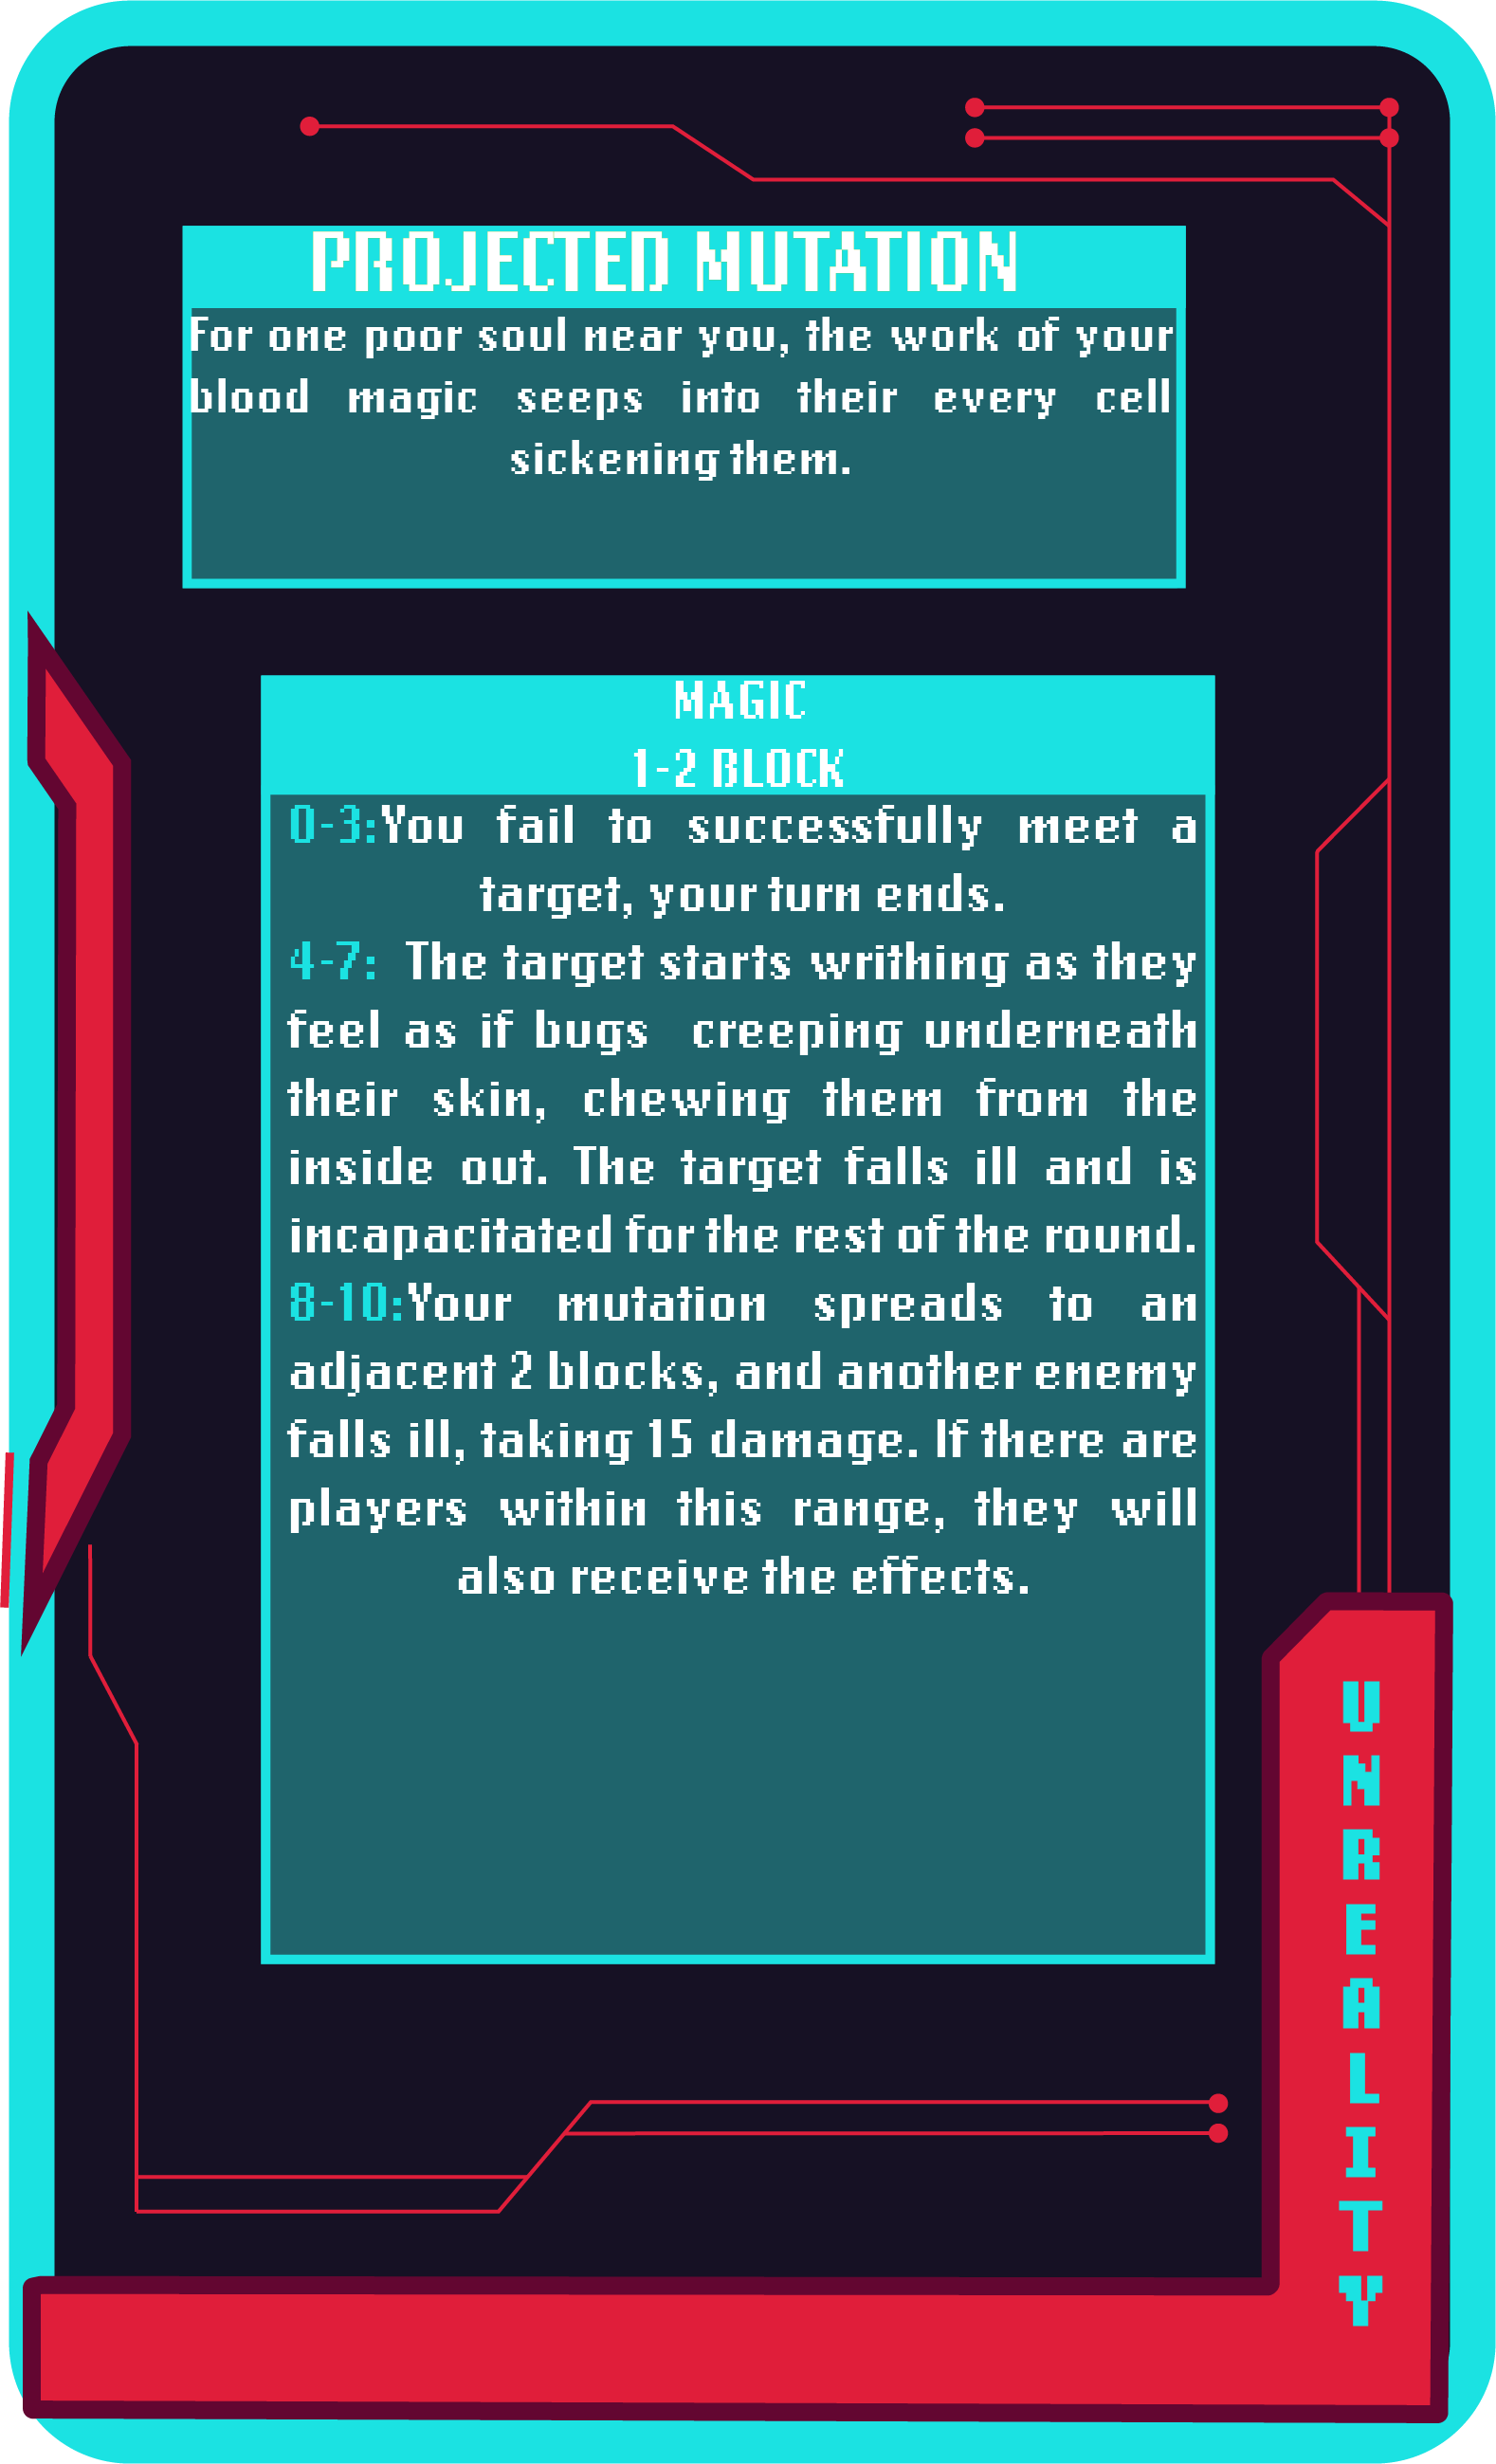 PROJECTED MUTATION
For one poor soul near you, the work of your
blood magic seeps into their every cell
sickening them.
MAGIC
1-2 BLOCK
0-3:You fail to successfully meet a
target, your turn ends.
4-7: The target starts writhing as they
feel as if bugs creeping underneath
their skin, chewing them from the
inside out. The target falls ill and is
incapacitated for the rest of the round.
8-10:Your mutation spreads to an
adjacent 2 blocks, and another enemy
falls ill, taking 15 damage. If there are
players within this range, they will
also receive the effects.
UNREALITY